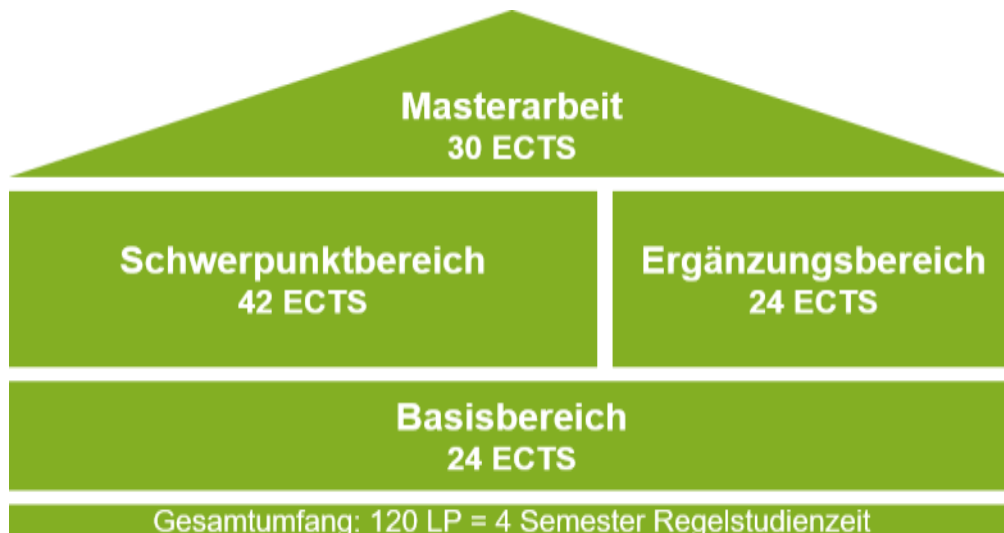 Masterarbeit
30 ECTS
Schwerpunktbereich
42 ECTS
Ergänzungsbereich
24 ECTS
Basisbereich
24 ECTS
Gesamtumfang: 120 LP = 4 Semester Regelstudienzeit